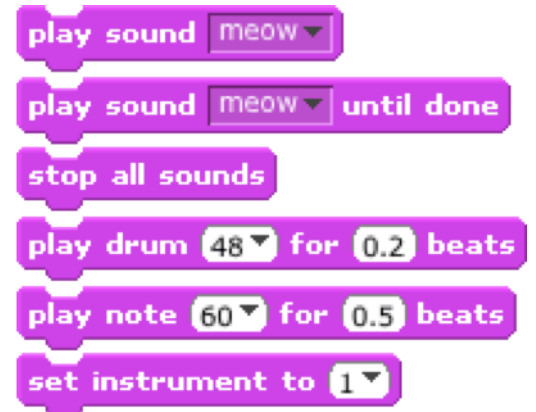 play sound meow
play sound meow until done
stop all sounds
play drum 48 for 0.2 beats
play note 60 for 0.5 beats
set instrument to 1